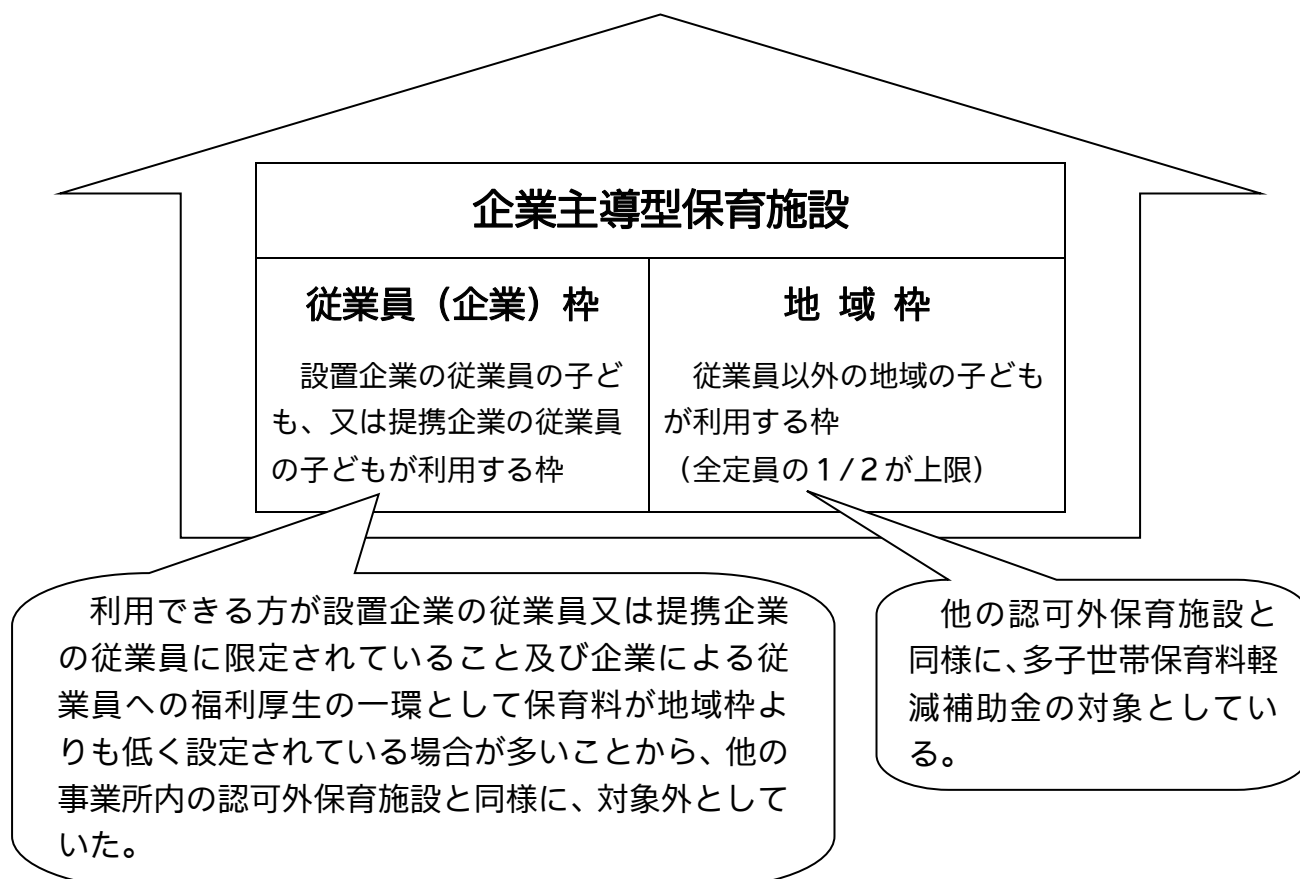 企業主導型保育施設
従業員（企業）枠
設置企業の従業員の子ど
も、又は提携企業の従業員
の子どもが利用する枠
地 域 枠
従業員以外の地域の子ども
が利用する枠
（全定員の１/２が上限）
利用できる方が設置企業の従業員又は提携企業
の従業員に限定されていること及び企業による従
業員への福利厚生の一環として保育料が地域枠よ
りも低く設定されている場合が多いことから、他の
事業所内の認可外保育施設と同様に、対象外として
いた。
他の認可外保育施設と
同様に、多子世帯保育料軽
減補助金の対象としてい
る。